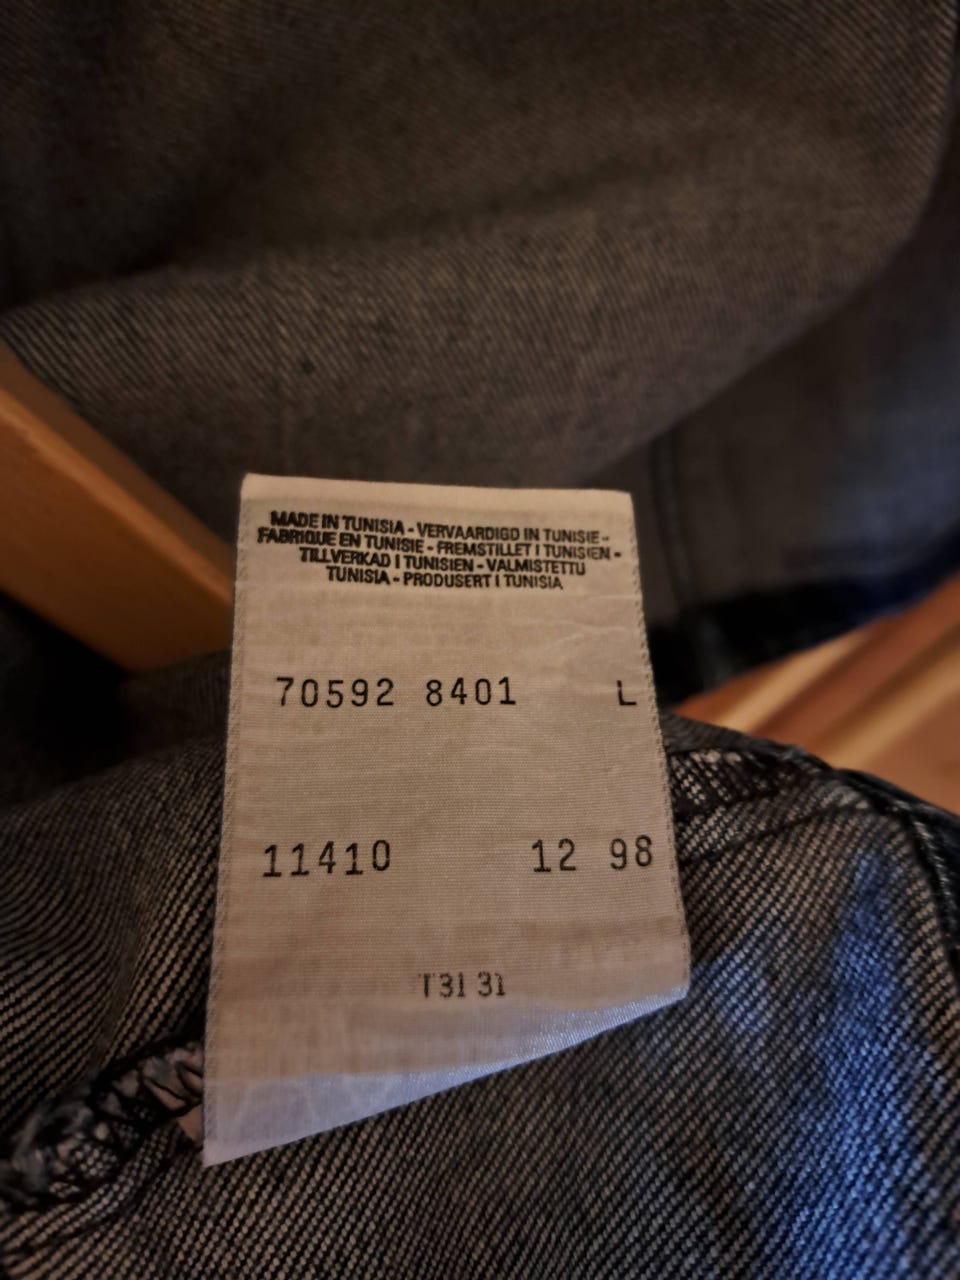 MADE IN TUNISIA - VERVAARDIGD IN TUNISIE -
FABRIQUE EN TUNISIE - FREMSTILLET I TUNISIEN -
TILLVERKAD I TUNISIEN - VALMISTETTU
TUNISIA - PRODUSERT I TUNISIA
70592 8401 L
11410 12 98
T31 31